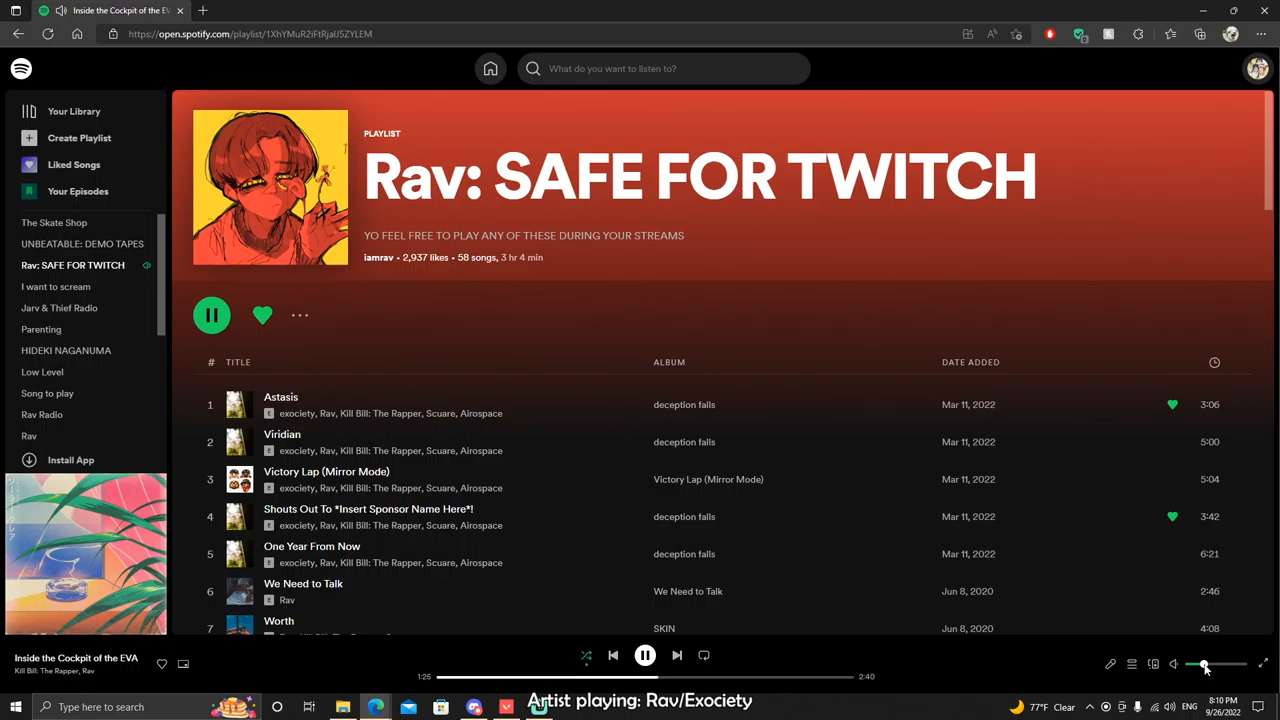 Inside the Cockpit of the EV
https://open.spotify.com/playlist/1XhYMuR2iFtRjalJ5ZYLEM
What do you want to listen to?
Your Library
Create Playlist
Liked Songs
Your Episodes
The Skate Shop
UNBEATABLE: DEMO TAPES
Rav: SAFE FOR TWITCH
I want to scream
Jarv & Thief Radio
Parenting
HIDEKI NAGANUMA
Low Level
Song to play
Rav Radio
Rav
Install App
PLAYLIST
Rav: SAFE FOR TWITCH
YO FEEL FREE TO PLAY ANY OF THESE DURING YOUR STREAMS
iamrav • 2,937 likes • 58 songs, 3 hr 4 min
# TITLE ALBUM DATE ADDED
1 Astasis deception falls Mar 11, 2022 3:06
E exociety, Rav, Kill Bill: The Rapper, Scuare, Airospace
2 Viridian deception falls Mar 11, 2022 5:00
E exociety, Rav, Kill Bill: The Rapper, Scuare, Airospace
3 Victory Lap (Mirror Mode) Victory Lap (Mirror Mode) Mar 11, 2022 5:04
E exociety, Rav, Kill Bill: The Rapper, Scuare, Airospace
4 Shouts Out To *Insert Sponsor Name Here*! deception falls Mar 11, 2022 3:42
E exociety, Rav, Kill Bill: The Rapper, Scuare, Airospace
5 One Year From Now deception falls Mar 11, 2022 6:21
E exociety, Rav, Kill Bill: The Rapper, Scuare, Airospace
6 We Need to Talk We Need to Talk Jun 8, 2020 2:46
E Rav
7 Worth SKIN Jun 8, 2020 4:08
Inside the Cockpit of the EVA
Kill Bill: The Rapper, Rav
1:25 2:40
Artist playing: Rav/Exociety
Type here to search
77°F Clear
ENG
8:10 PM
9/26/2022